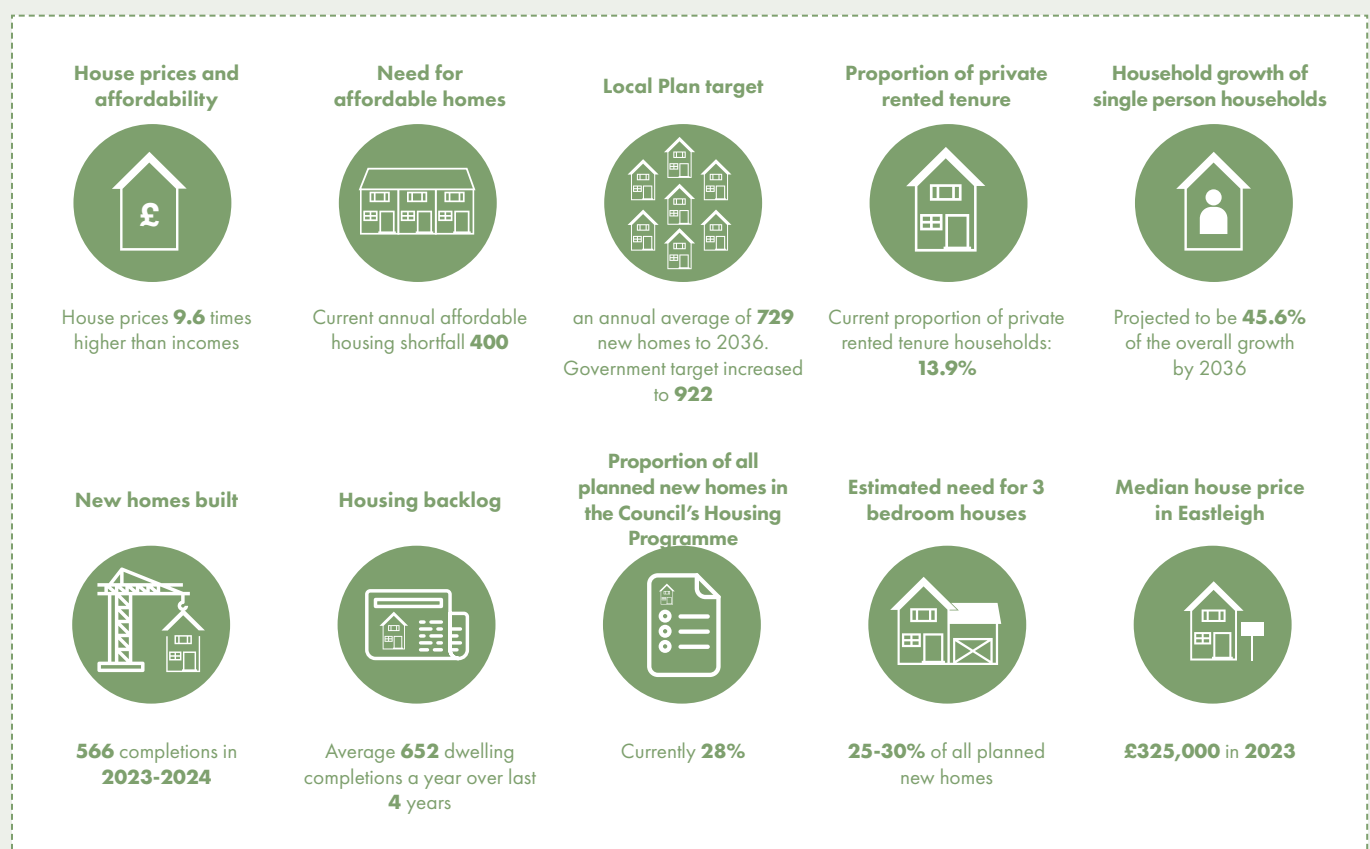 House prices and
affordability
£
House prices 9.6 times
higher than incomes
Need for
affordable homes
Current annual affordable
housing shortfall 400
Local Plan target
an annual average of 729
new homes to 2036.
Government target increased
to 922
Proportion of private
rented tenure
Current proportion of private
rented tenure households:
13.9%
Household growth of
single person households
Projected to be 45.6%
of the overall growth
by 2036
New homes built
566 completions in
2023-2024
Housing backlog
Average 652 dwelling
completions a year over last
4 years
Proportion of all
planned new homes in
the Council’s Housing
Programme
Currently 28%
Estimated need for 3
bedroom houses
25-30% of all planned
new homes
Median house price
in Eastleigh
£325,000 in 2023